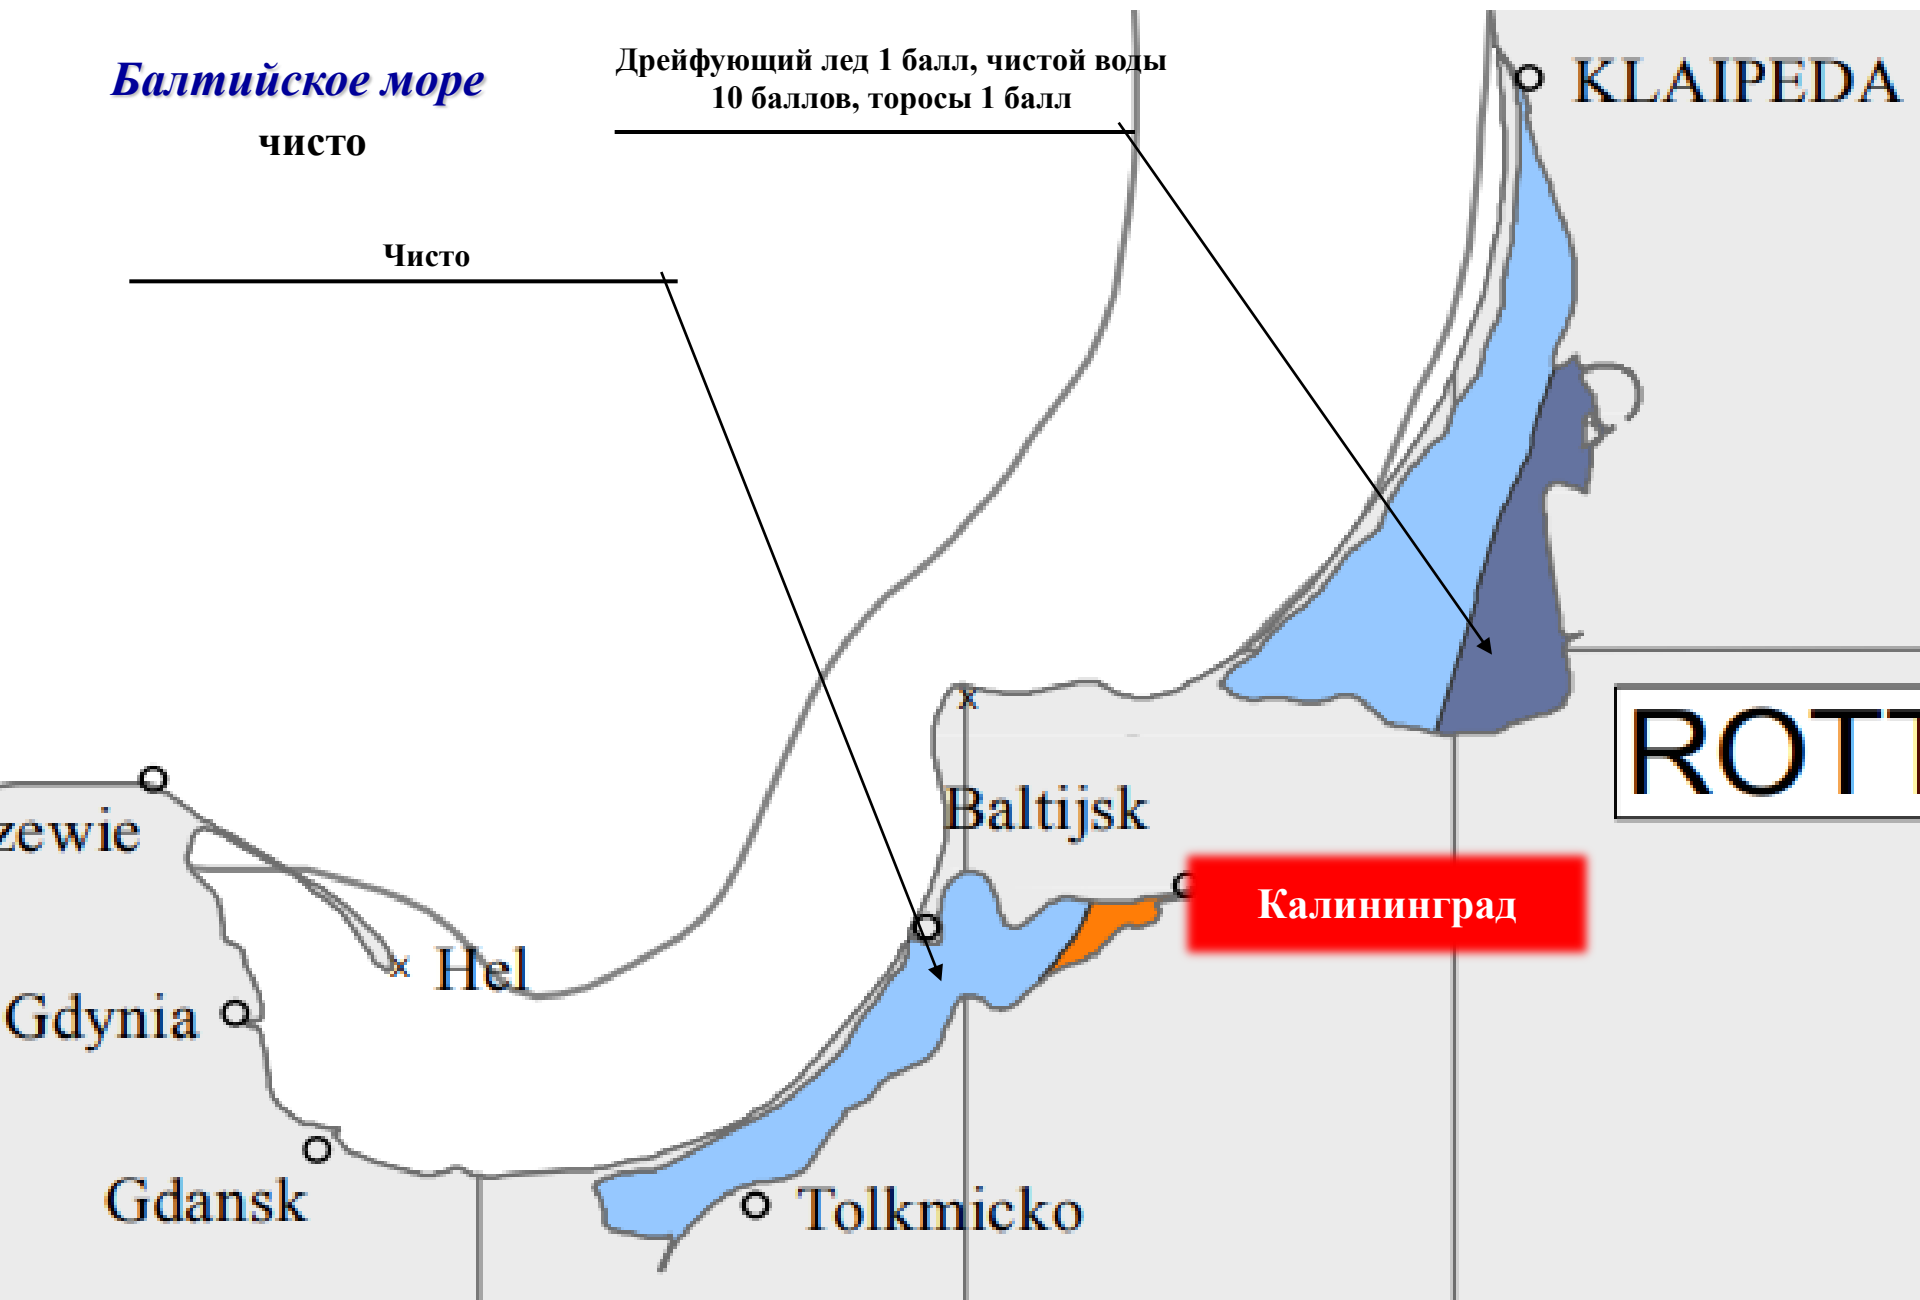 Балтийское море
чисто
Дрейфующий лед 1 балл, чистой воды
10 баллов, торосы 1 балл
KLAIPEDA
Чисто
ROTT
Baltijsk
zewie
Калининград
Hel
Gdynia
Gdansk
Tolkmicko